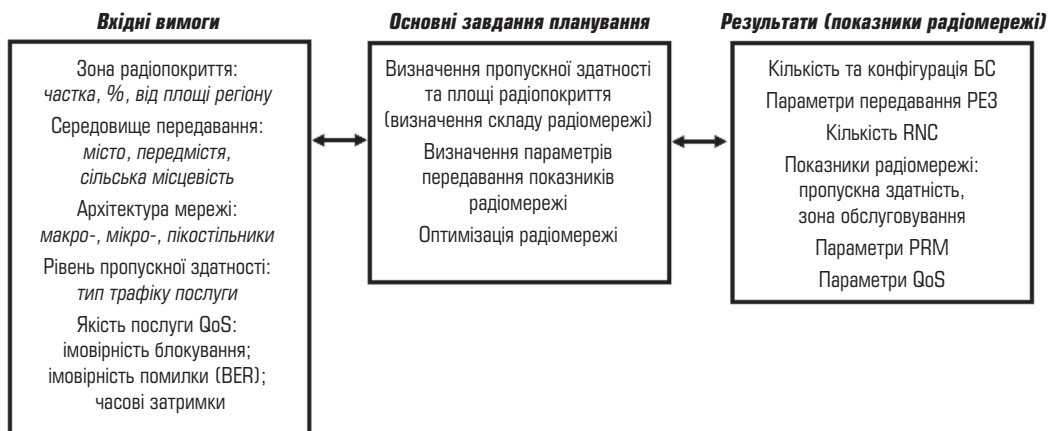 Вхідні вимоги
Зона радіопокриття:
частка, %, від площі регіону
Середовище передавання:
місто, передмістя,
сільська місцевість
Архітектура мережі:
макро-, мікро-, пікостільники
Рівень пропускної здатності:
тип трафіку послуги
Якість послуги QoS:
імовірність блокування;
імовірність помилки (BER);
часові затримки
Основні завдання планування
Визначення пропускної здатності
та площі радіопокриття
(визначення складу радіомережі)
Визначення параметрів
передавання показників
радіомережі
Оптимізація радіомережі
Результати (показники радіомережі)
Кількість та конфігурація БС
Параметри передавання РЕЗ
Кількість RNC
Показники радіомережі:
пропускна здатність,
зона обслуговування
Параметри PRM
Параметри QoS